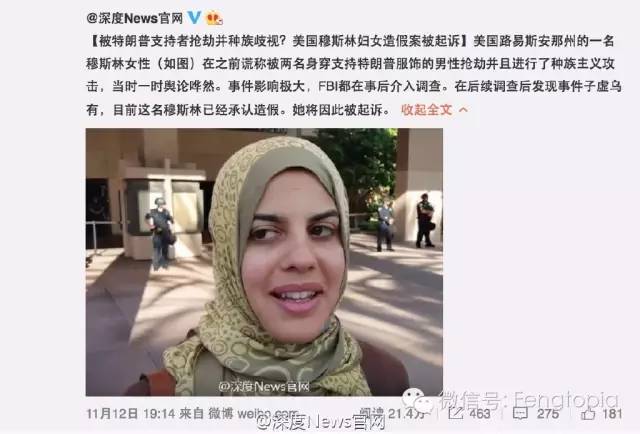 @深度News官网
【被特朗普支持者抢劫并种族歧视？美国穆斯林妇女造假案被起诉】美国路易斯安那州的一名
穆斯林女性（如图）在之前谎称被两名身穿支持特朗普服饰的男性抢劫并且进行了种族主义攻
击，当时一时舆论哗然。事件影响极大，FBI都在事后介入调查。在后续调查后发现事件子虚乌
有，目前这名穆斯林已经承认造假。她将因此被起诉。 收起全文
@深度News官网
微信号: Fengtopia
11月12日 19:14 来自 微博 weibo.com 阅读 21.4万 463 275 181
@深度News官网